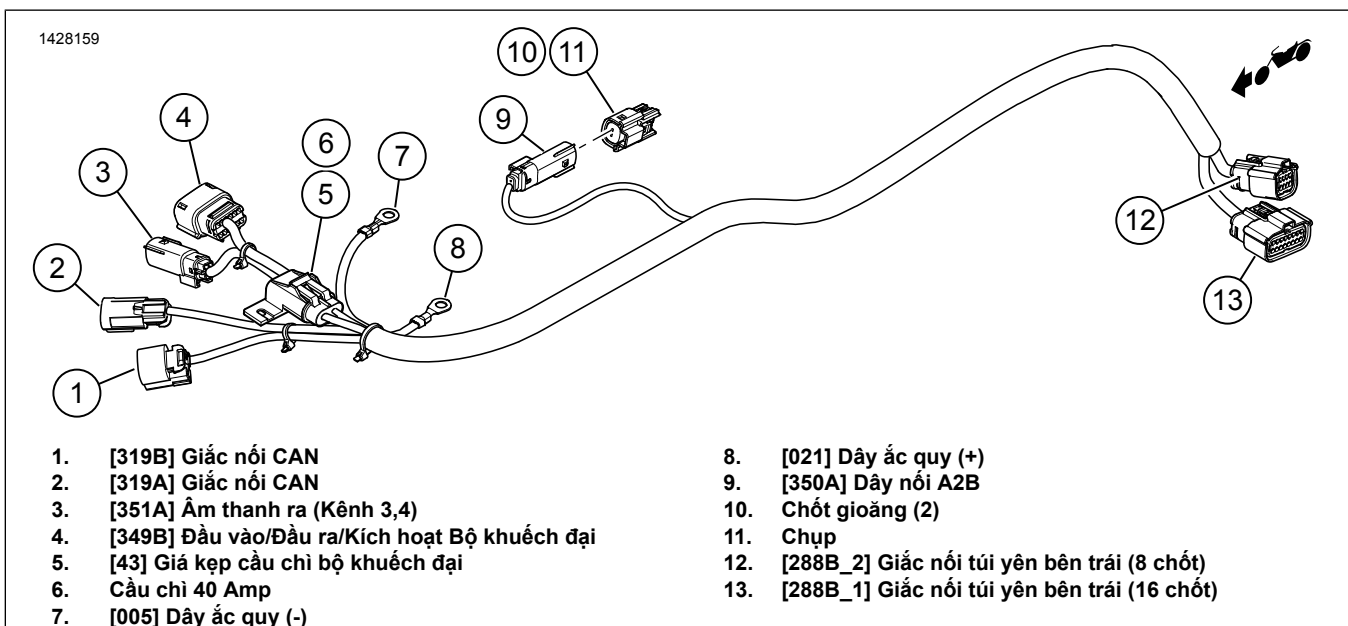 1428159
10
11
4
9
6
7
3
5
12
8
2
13
1
1. [319B] Giắc nối CAN
2. [319A] Giắc nối CAN
3. [351A] Âm thanh ra (Kênh 3,4)
4. [349B] Đầu vào/Đầu ra/Kích hoạt Bộ khuếch đại
5. [43] Giá kẹp cầu chì bộ khuếch đại
6. Cầu chì 40 Amp
7. [005] Dây ắc quy (-)
8. [021] Dây ắc quy (+)
9. [350A] Dây nối A2B
10. Chốt gioăng (2)
11. Chụp
12. [288B_2] Giắc nối túi yên bên trái (8 chốt)
13. [288B_1] Giắc nối túi yên bên trái (16 chốt)